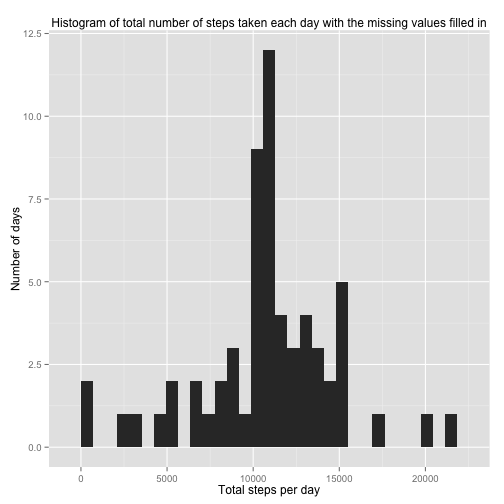 Histogram of total number of steps taken each day with the missing values filled in
12.5
10.0
7.5
5.0
2.5
0.0
Number of days
0 5000 10000 15000 20000
Total steps per day